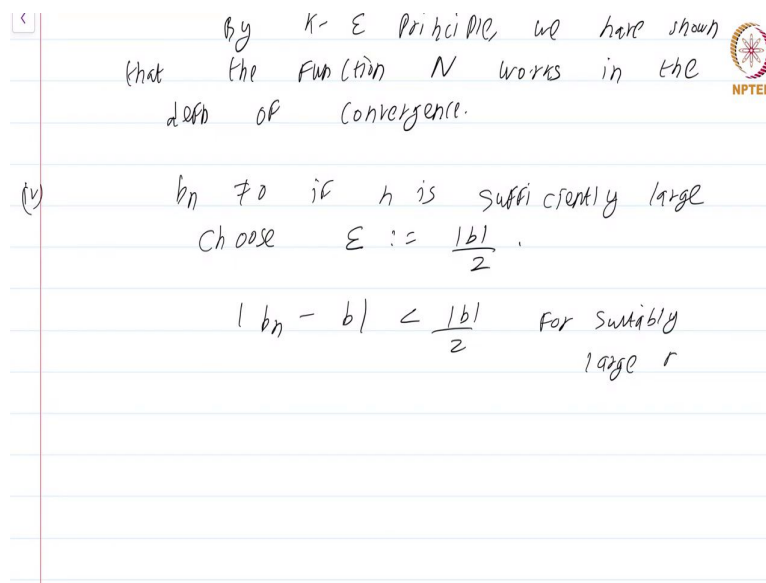 By K- ε Principle, we have shown
that the Function N works in the
NPTEL
defn of Convergence.
(iv) bn ≠ 0 if n is sufficiently large
Choose ε := |b|/2 .
|bn - b| < |b|/2 For suitably
large